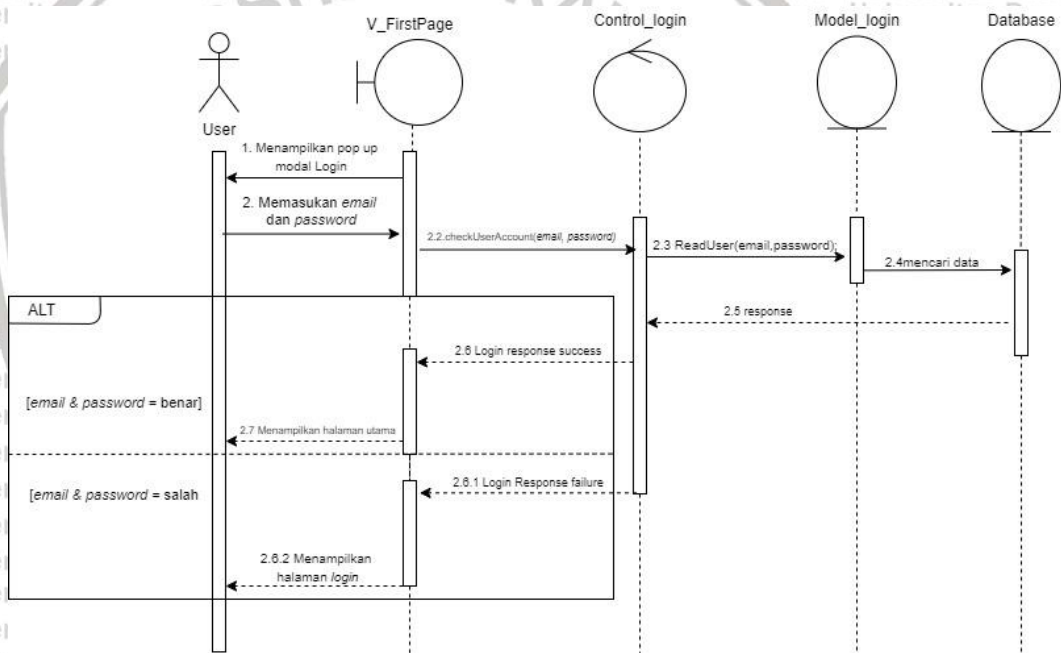 V_FirstPage
Control_login
Model_login
Database
User
1. Menampilkan pop up
modal Login
2. Memasukan email
dan password
2.2.checkUserAccount(email, password)
2.3 ReadUser(email,password);
2.4mencari data
2.5 response
ALT
2.6 Login response success
[email & password = benar]
2.7 Menampilkan halaman utama
2.6.1 Login Response failure
[email & password = salah
2.6.2 Menampilkan
halaman login